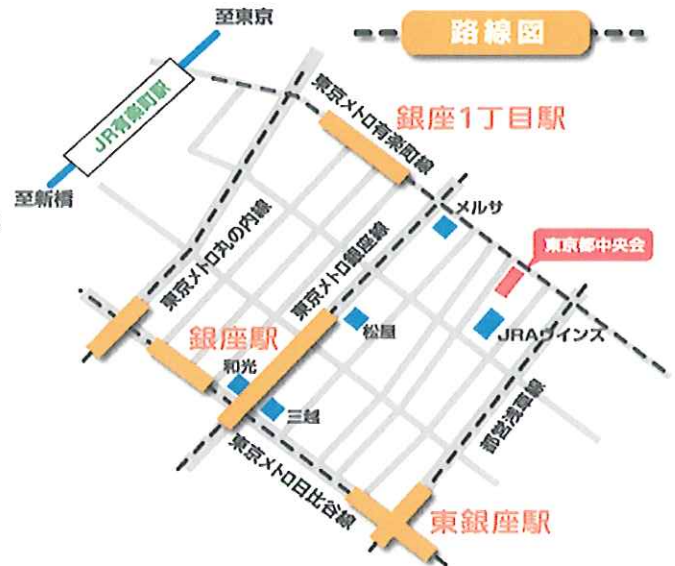 至東京
路線図
JR有楽町駅
東京メトロ有楽町線
銀座1丁目駅
至新橋
メルサ
東京都中央会
東京メトロ丸の内線
東京メトロ銀座線
銀座駅
松屋
JRAウインズ
和光
三越
都営浅草線
東京メトロ日比谷線
東銀座駅